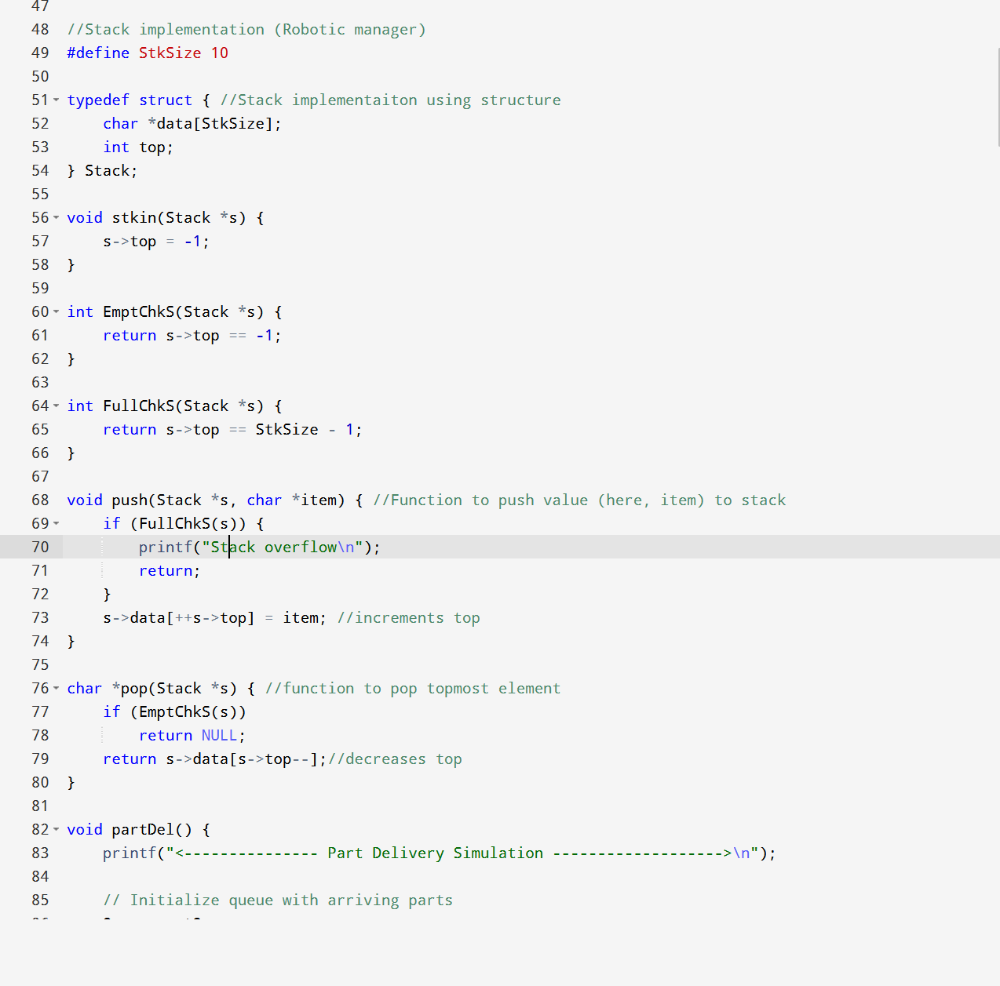 47
48 //Stack implementation (Robotic manager)
49 #define StkSize 10
50
51 typedef struct { //Stack implementaiton using structure
52     char *data[StkSize];
53     int top;
54 } Stack;
55
56 void stkin(Stack *s) {
57     s->top = -1;
58 }
59
60 int EmptChkS(Stack *s) {
61     return s->top == -1;
62 }
63
64 int FullChkS(Stack *s) {
65     return s->top == StkSize - 1;
66 }
67
68 void push(Stack *s, char *item) { //Function to push value (here, item) to stack
69     if (FullChkS(s)) {
70         printf("Stack overflow\n");
71         return;
72     }
73     s->data[++s->top] = item; //increments top
74 }
75
76 char *pop(Stack *s) { //function to pop topmost element
77     if (EmptChkS(s))
78         return NULL;
79     return s->data[s->top--];//decreases top
80 }
81
82 void partDel() {
83     printf("<--------------- Part Delivery Simulation ------------------->\n");
84
85     // Initialize queue with arriving parts